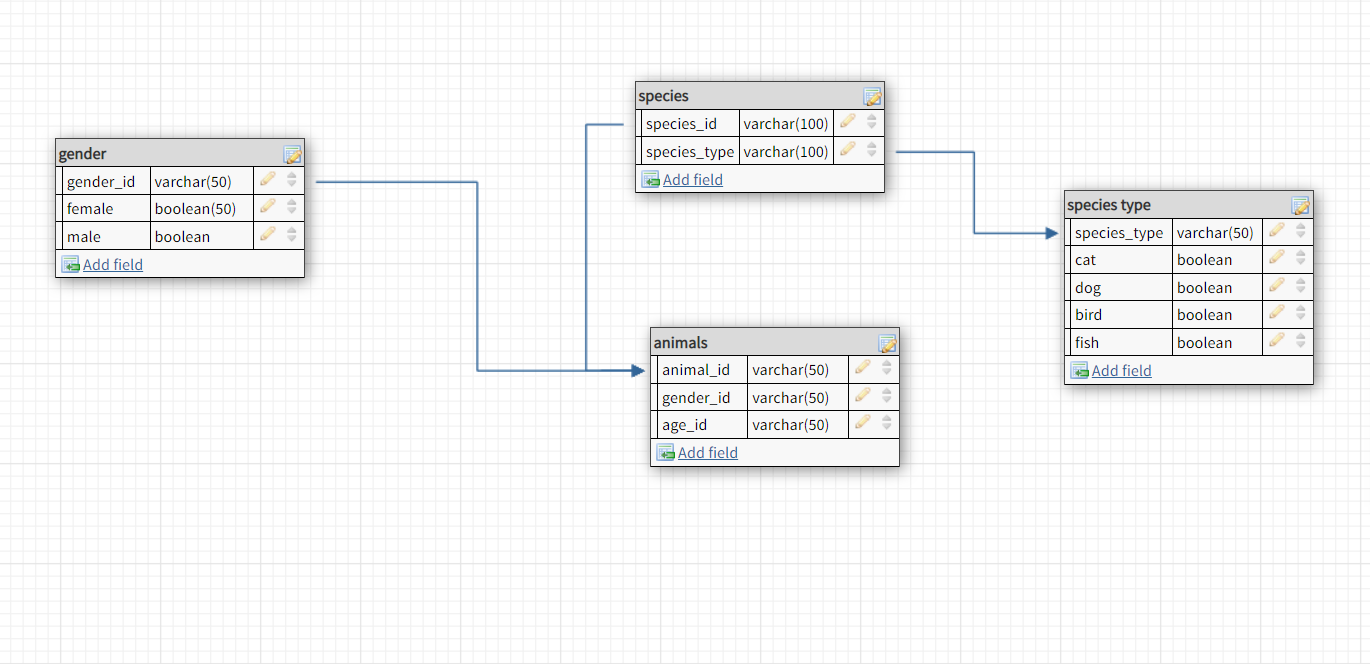 gender
gender_id varchar(50)
female boolean(50)
male boolean
Add field
species
species_id varchar(100)
species_type varchar(100)
Add field
species type
species_type varchar(50)
cat boolean
dog boolean
bird boolean
fish boolean
Add field
animals
animal_id varchar(50)
gender_id varchar(50)
age_id varchar(50)
Add field